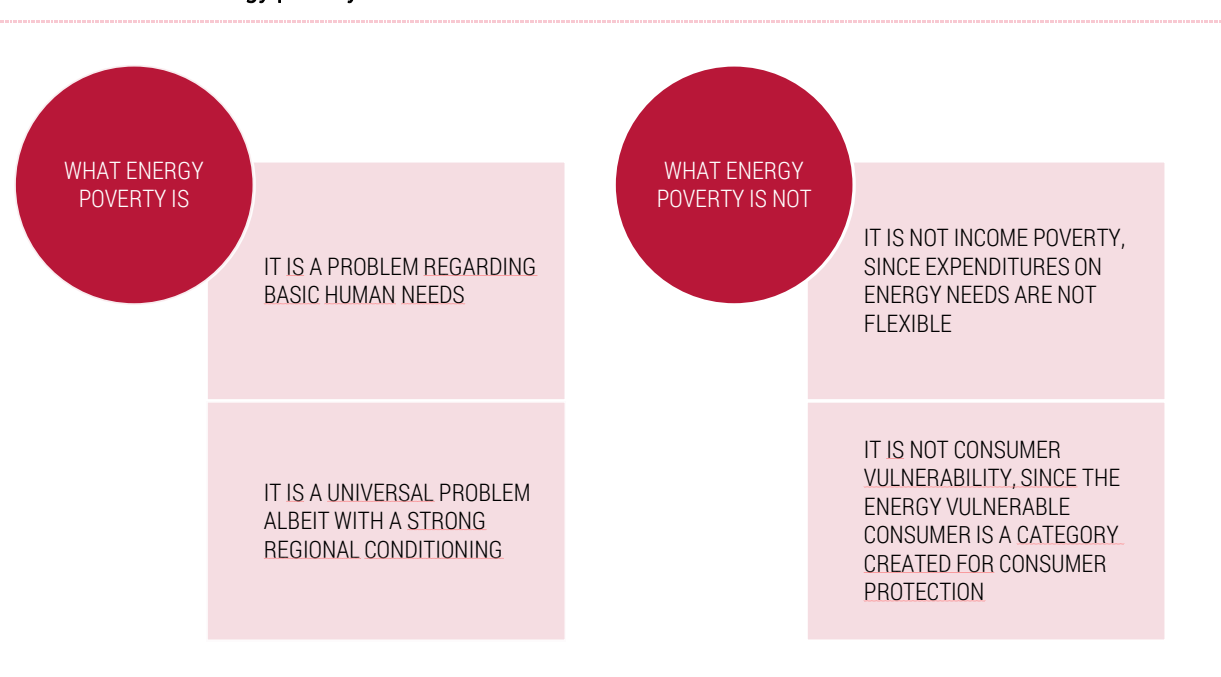 WHAT ENERGY
POVERTY IS
IT IS A PROBLEM REGARDING
BASIC HUMAN NEEDS
IT IS A UNIVERSAL PROBLEM
ALBEIT WITH A STRONG
REGIONAL CONDITIONING
WHAT ENERGY
POVERTY IS NOT
IT IS NOT INCOME POVERTY,
SINCE EXPENDITURES ON
ENERGY NEEDS ARE NOT
FLEXIBLE
IT IS NOT CONSUMER
VULNERABILITY, SINCE THE
ENERGY VULNERABLE
CONSUMER IS A CATEGORY
CREATED FOR CONSUMER
PROTECTION